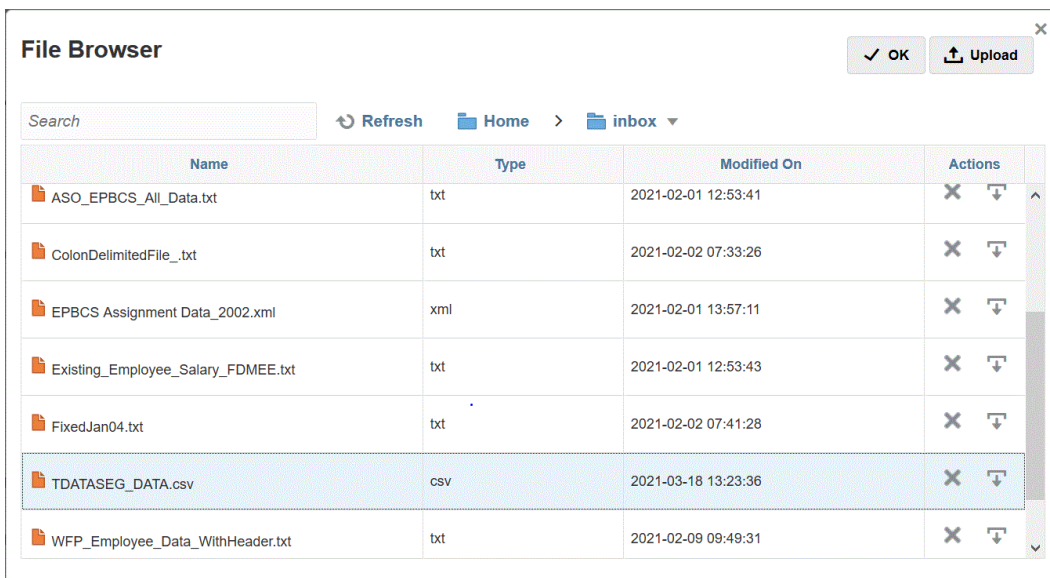 File Browser
OK Upload
Search Refresh Home > inbox
Name Type Modified On Actions
ASO_EPBCS_All_Data.txt txt 2021-02-01 12:53:41
ColonDelimitedFile_.txt txt 2021-02-02 07:33:26
EPBCS Assignment Data_2002.xml xml 2021-02-01 13:57:11
Existing_Employee_Salary_FDMEE.txt txt 2021-02-01 12:53:43
FixedJan04.txt txt 2021-02-02 07:41:28
TDATASEG_DATA.csv csv 2021-03-18 13:23:36
WFP_Employee_Data_WithHeader.txt txt 2021-02-09 09:49:31